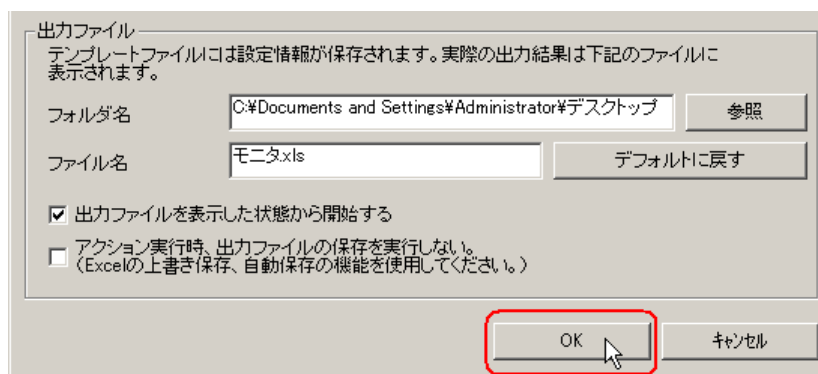 出力ファイル
テンプレートファイルには設定情報が保存されます。実際の出力結果は下記のファイルに
表示されます。
フォルダ名
C:¥Documents and Settings¥Administrator¥デスクトップ
参照
ファイル名
モニタ.xls
デフォルトに戻す
出力ファイルを表示した状態から開始する
アクション実行時、出力ファイルの保存を実行しない。
（Excelの上書き保存、自動保存の機能を使用してください。）
OK
キャンセル